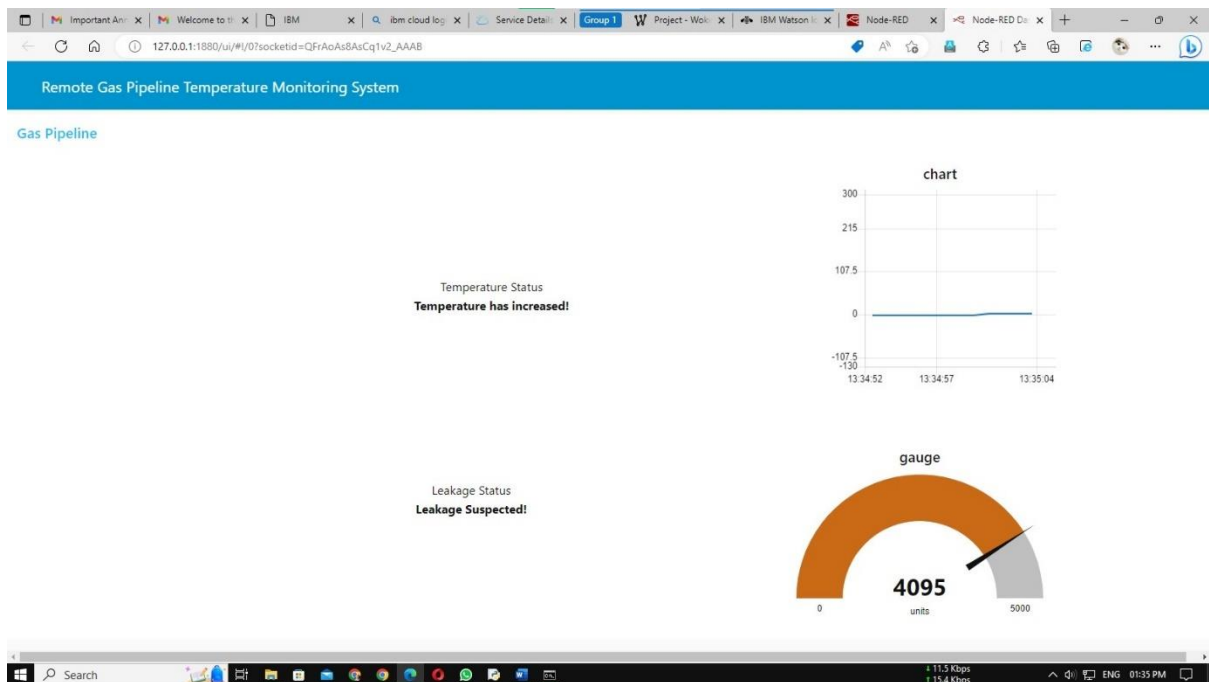 Important Ann
Welcome to th
IBM
ibm cloud log
Service Details
Group 1
Project - Wok
IBM Watson I
Node-RED
Node-RED Da
127.0.0.1:1880/ui/#!/0?socketid=QFrAoAs8AsCq1v2_AAAB
Remote Gas Pipeline Temperature Monitoring System
Gas Pipeline
chart
300
215
107.5
0
-107.5
-130
13:34:52 13:34:57 13:35:04
Temperature Status
Temperature has increased!
Leakage Status
Leakage Suspected!
gauge
4095
units
0 5000
Search
11.5 Kbps
15.4 Kbps
ENG 01:35 PM